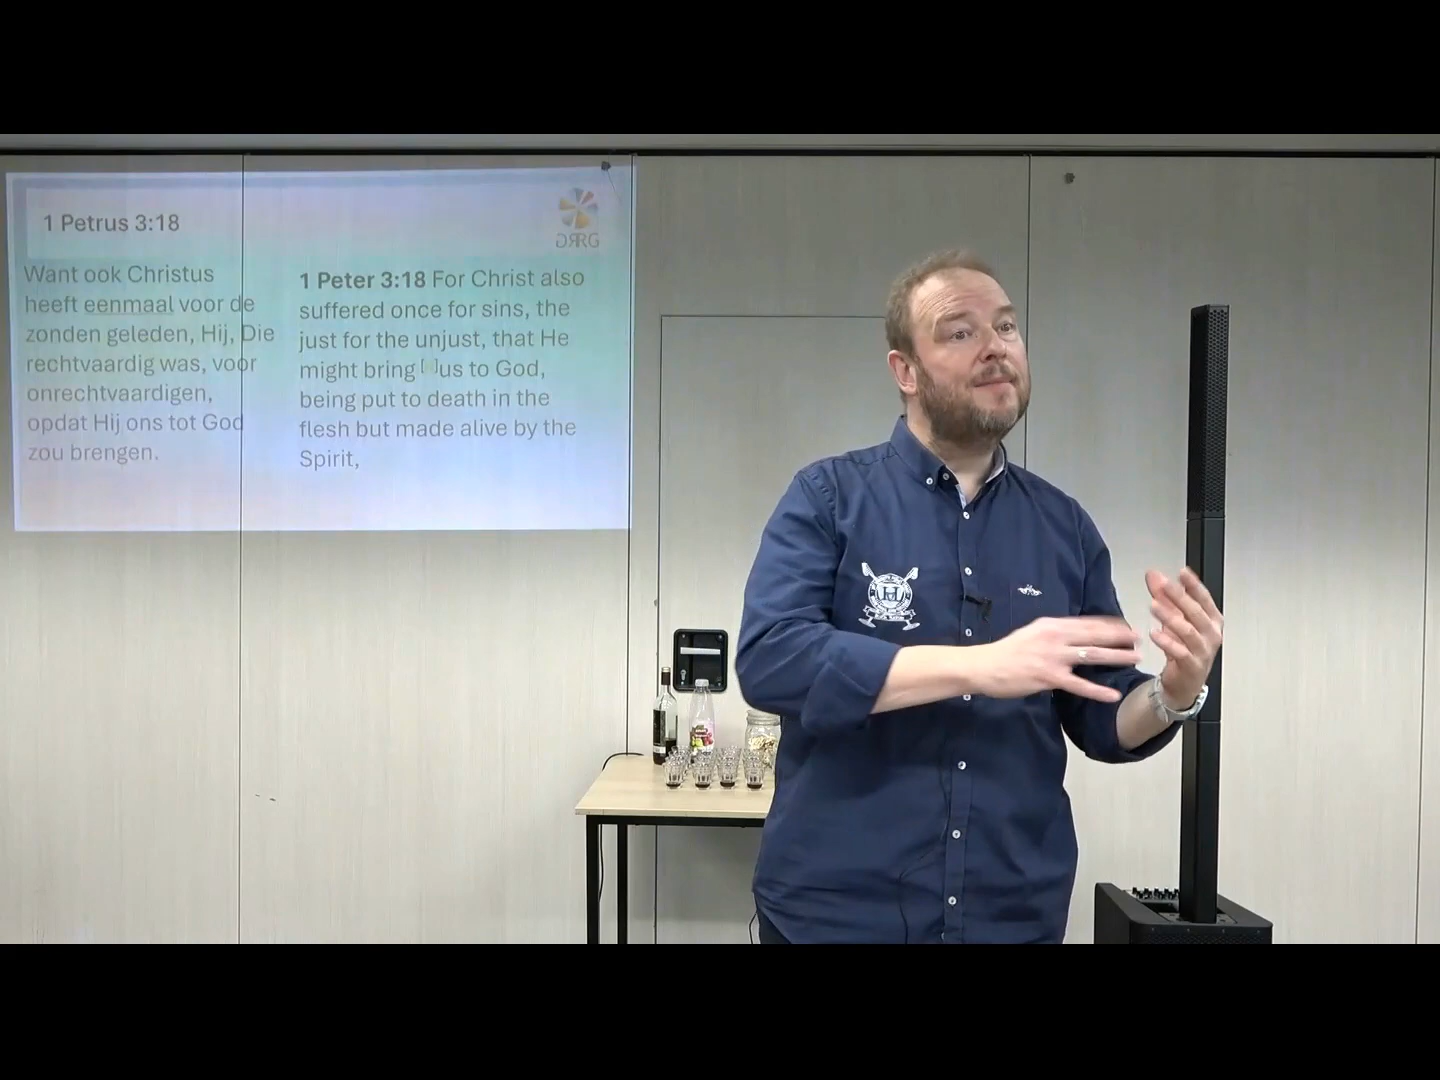 1 Petrus 3:18
Want ook Christus
heeft eenmaal voor de
zonden geleden, Hij, Die
rechtvaardig was, voor
onrechtvaardigen,
opdat Hij ons tot God
zou brengen.
1 Peter 3:18 For Christ also
suffered once for sins, the
just for the unjust, that He
might bring us to God,
being put to death in the
flesh but made alive by the
Spirit,